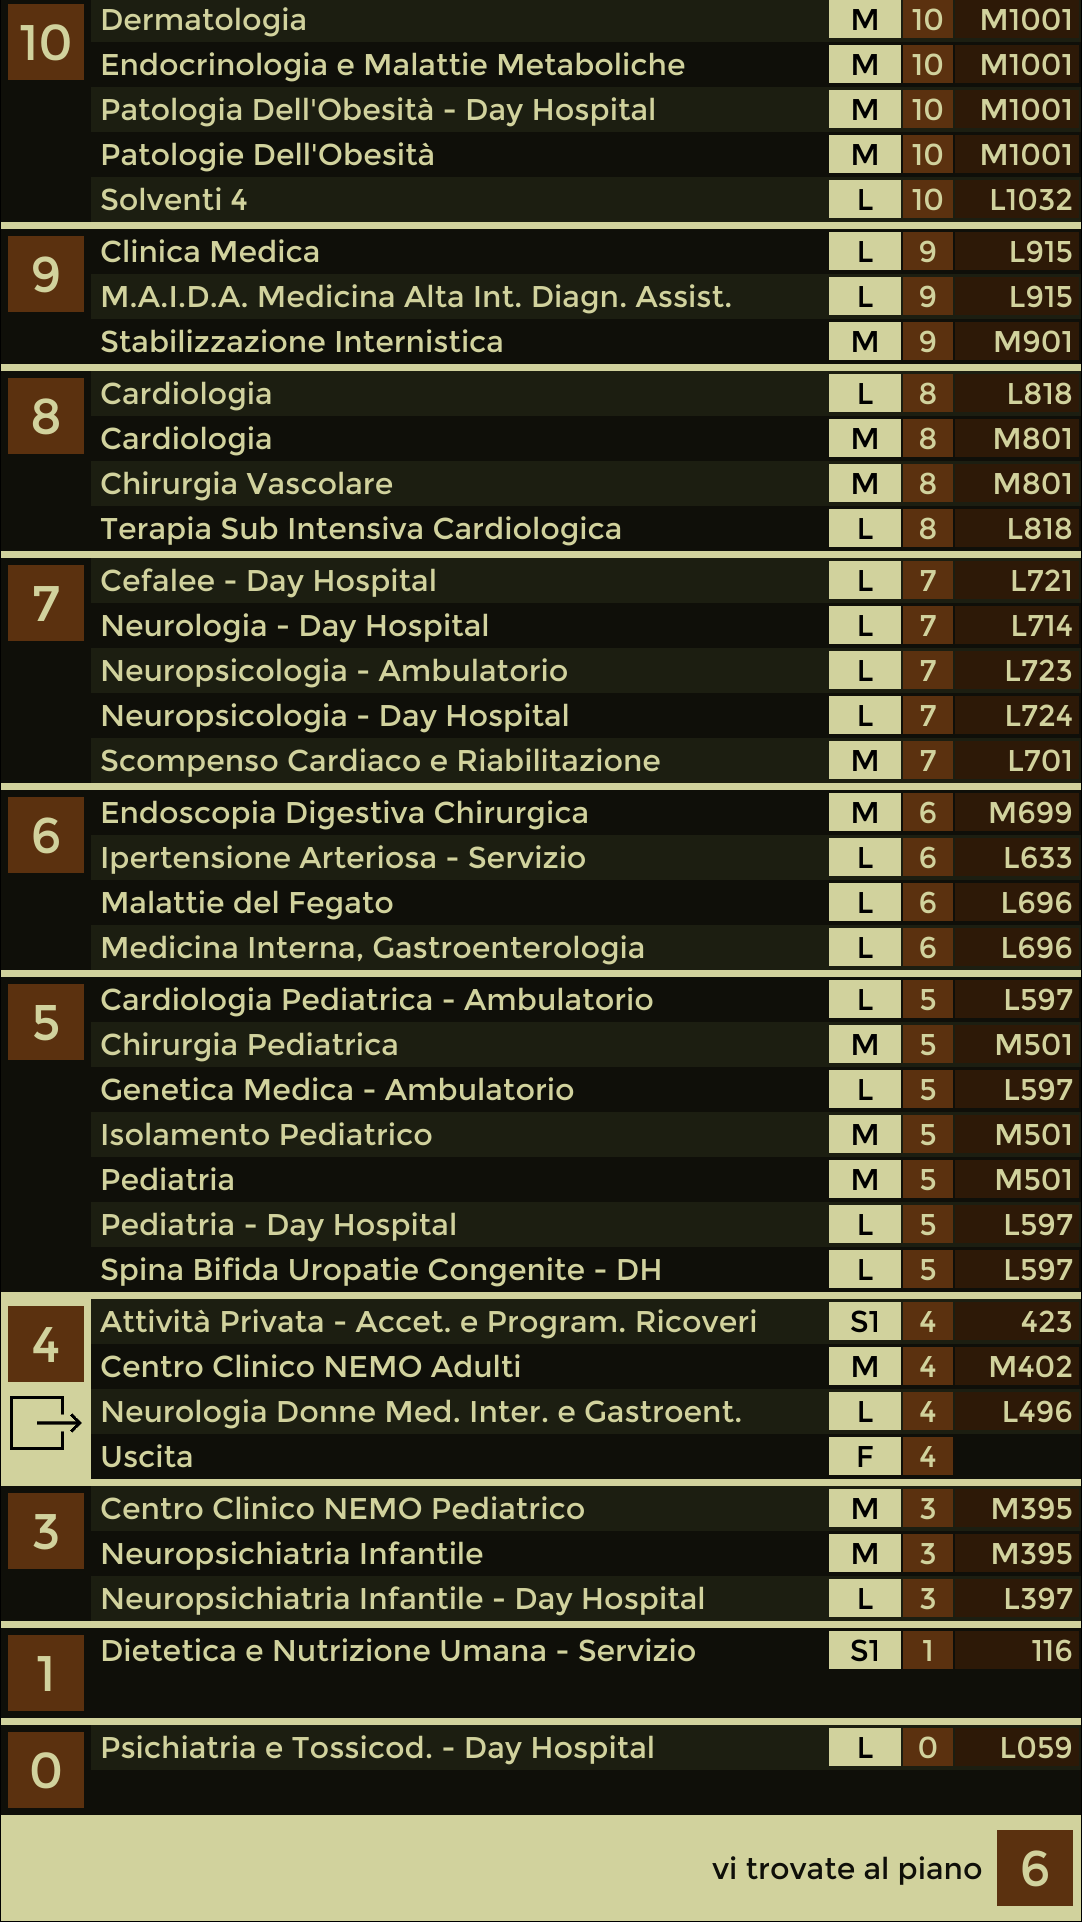 10 Dermatologia M 10 M1001
Endocrinologia e Malattie Metaboliche M 10 M1001
Patologia Dell'Obesità - Day Hospital M 10 M1001
Patologie Dell'Obesità M 10 M1001
Solventi 4 L 10 L1032
9 Clinica Medica L 9 L915
M.A.I.D.A. Medicina Alta Int. Diagn. Assist. L 9 L915
Stabilizzazione Internistica M 9 M901
8 Cardiologia L 8 L818
Cardiologia M 8 M801
Chirurgia Vascolare M 8 M801
Terapia Sub Intensiva Cardiologica L 8 L818
7 Cefalee - Day Hospital L 7 L721
Neurologia - Day Hospital L 7 L714
Neuropsicologia - Ambulatorio L 7 L723
Neuropsicologia - Day Hospital L 7 L724
Scompenso Cardiaco e Riabilitazione M 7 L701
6 Endoscopia Digestiva Chirurgica M 6 M699
Ipertensione Arteriosa - Servizio L 6 L633
Malattie del Fegato L 6 L696
Medicina Interna, Gastroenterologia L 6 L696
5 Cardiologia Pediatrica - Ambulatorio L 5 L597
Chirurgia Pediatrica M 5 M501
Genetica Medica - Ambulatorio L 5 L597
Isolamento Pediatrico M 5 M501
Pediatria M 5 M501
Pediatria - Day Hospital L 5 L597
Spina Bifida Uropatie Congenite - DH L 5 L597
4 Attività Privata - Accet. e Program. Ricoveri S1 4 423
Centro Clinico NEMO Adulti M 4 M402
Neurologia Donne Med. Inter. e Gastroent. L 4 L496
Uscita F 4
3 Centro Clinico NEMO Pediatrico M 3 M395
Neuropsichiatria Infantile M 3 M395
Neuropsichiatria Infantile - Day Hospital L 3 L397
1 Dietetica e Nutrizione Umana - Servizio S1 1 116
0 Psichiatria e Tossicod. - Day Hospital L 0 L059
vi trovate al piano 6